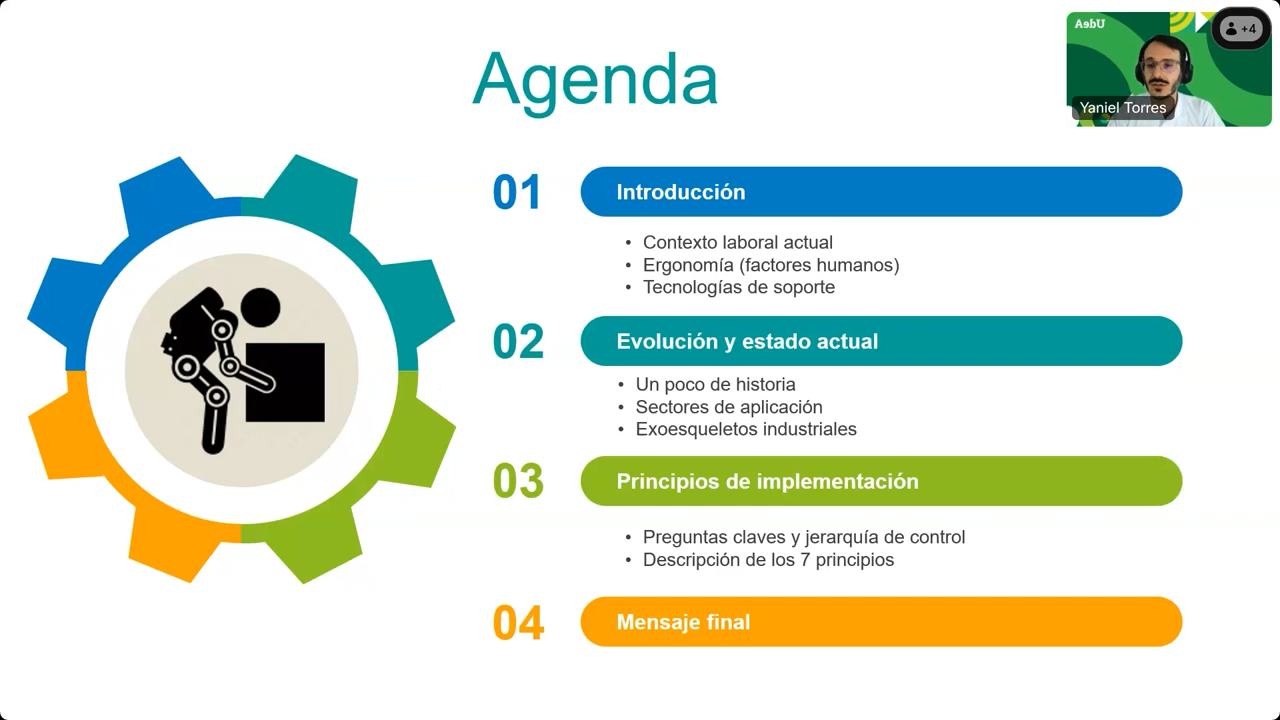 Agenda
UdeA
+4
Yaniel Torres
01
Introducción
• Contexto laboral actual
• Ergonomía (factores humanos)
• Tecnologías de soporte
02
Evolución y estado actual
• Un poco de historia
• Sectores de aplicación
• Exoesqueletos industriales
03
Principios de implementación
• Preguntas claves y jerarquía de control
• Descripción de los 7 principios
04
Mensaje final